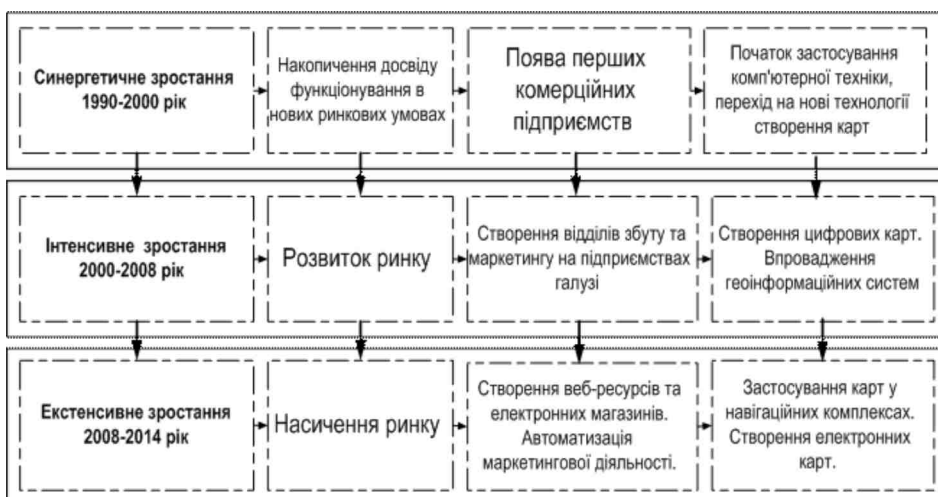 Синергетичне зростання
1990-2000 рік
Накопичення досвіду
функціонування в
нових ринкових умовах
Поява перших
комерційних
підприємств
Початок застосування
комп'ютерної техніки,
перехід на нові технології
створення карт
Інтенсивне зростання
2000-2008 рік
Розвиток ринку
Створення відділів збуту та
маркетингу на підприємствах
галузі
Створення цифрових карт.
Впровадження
геоінформаційних систем
Екстенсивне зростання
2008-2014 рік
Насичення ринку
Створення веб-ресурсів та
електронних магазинів.
Автоматизація
маркетингової діяльності.
Застосування карт у
навігаційних комплексах.
Створення електронних
карт.